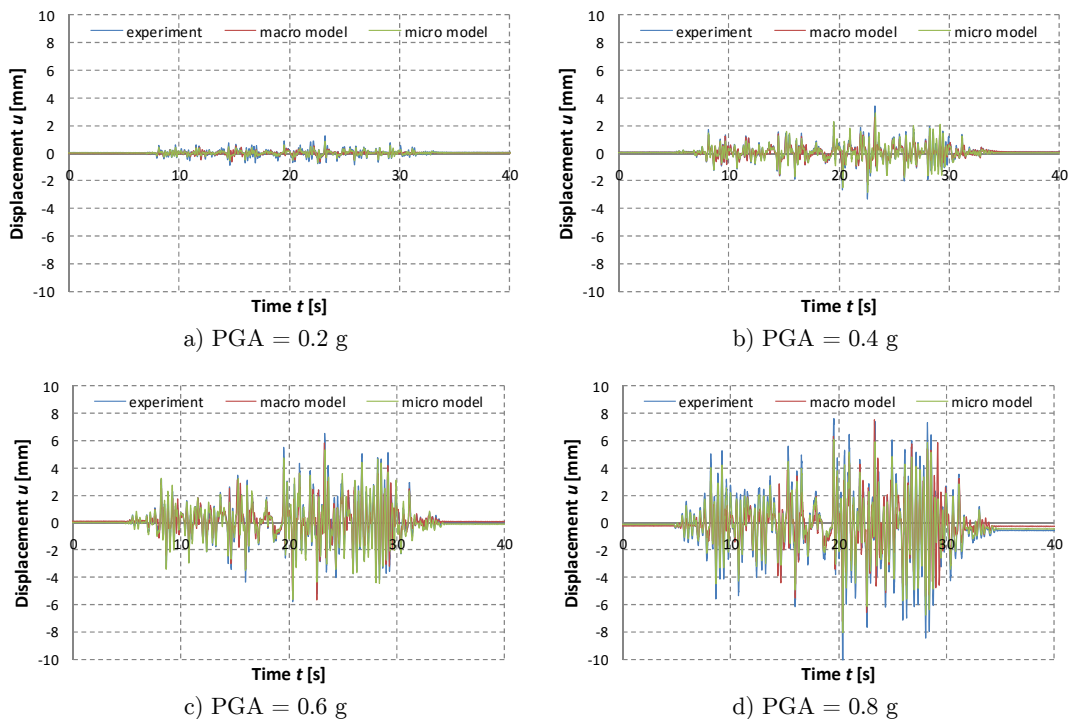 10
8
6
4
2
0
-2
-4
-6
-8
-10
Displacement u [mm]
experiment macro model micro model
0 10 20 30 40
Time t [s]
a) PGA = 0.2 g
10
8
6
4
2
0
-2
-4
-6
-8
-10
Displacement u [mm]
experiment macro model micro model
0 10 20 30 40
Time t [s]
b) PGA = 0.4 g
10
8
6
4
2
0
-2
-4
-6
-8
-10
Displacement u [mm]
experiment macro model micro model
0 10 20 30 40
Time t [s]
c) PGA = 0.6 g
10
8
6
4
2
0
-2
-4
-6
-8
-10
Displacement u [mm]
experiment macro model micro model
0 10 20 30 40
Time t [s]
d) PGA = 0.8 g